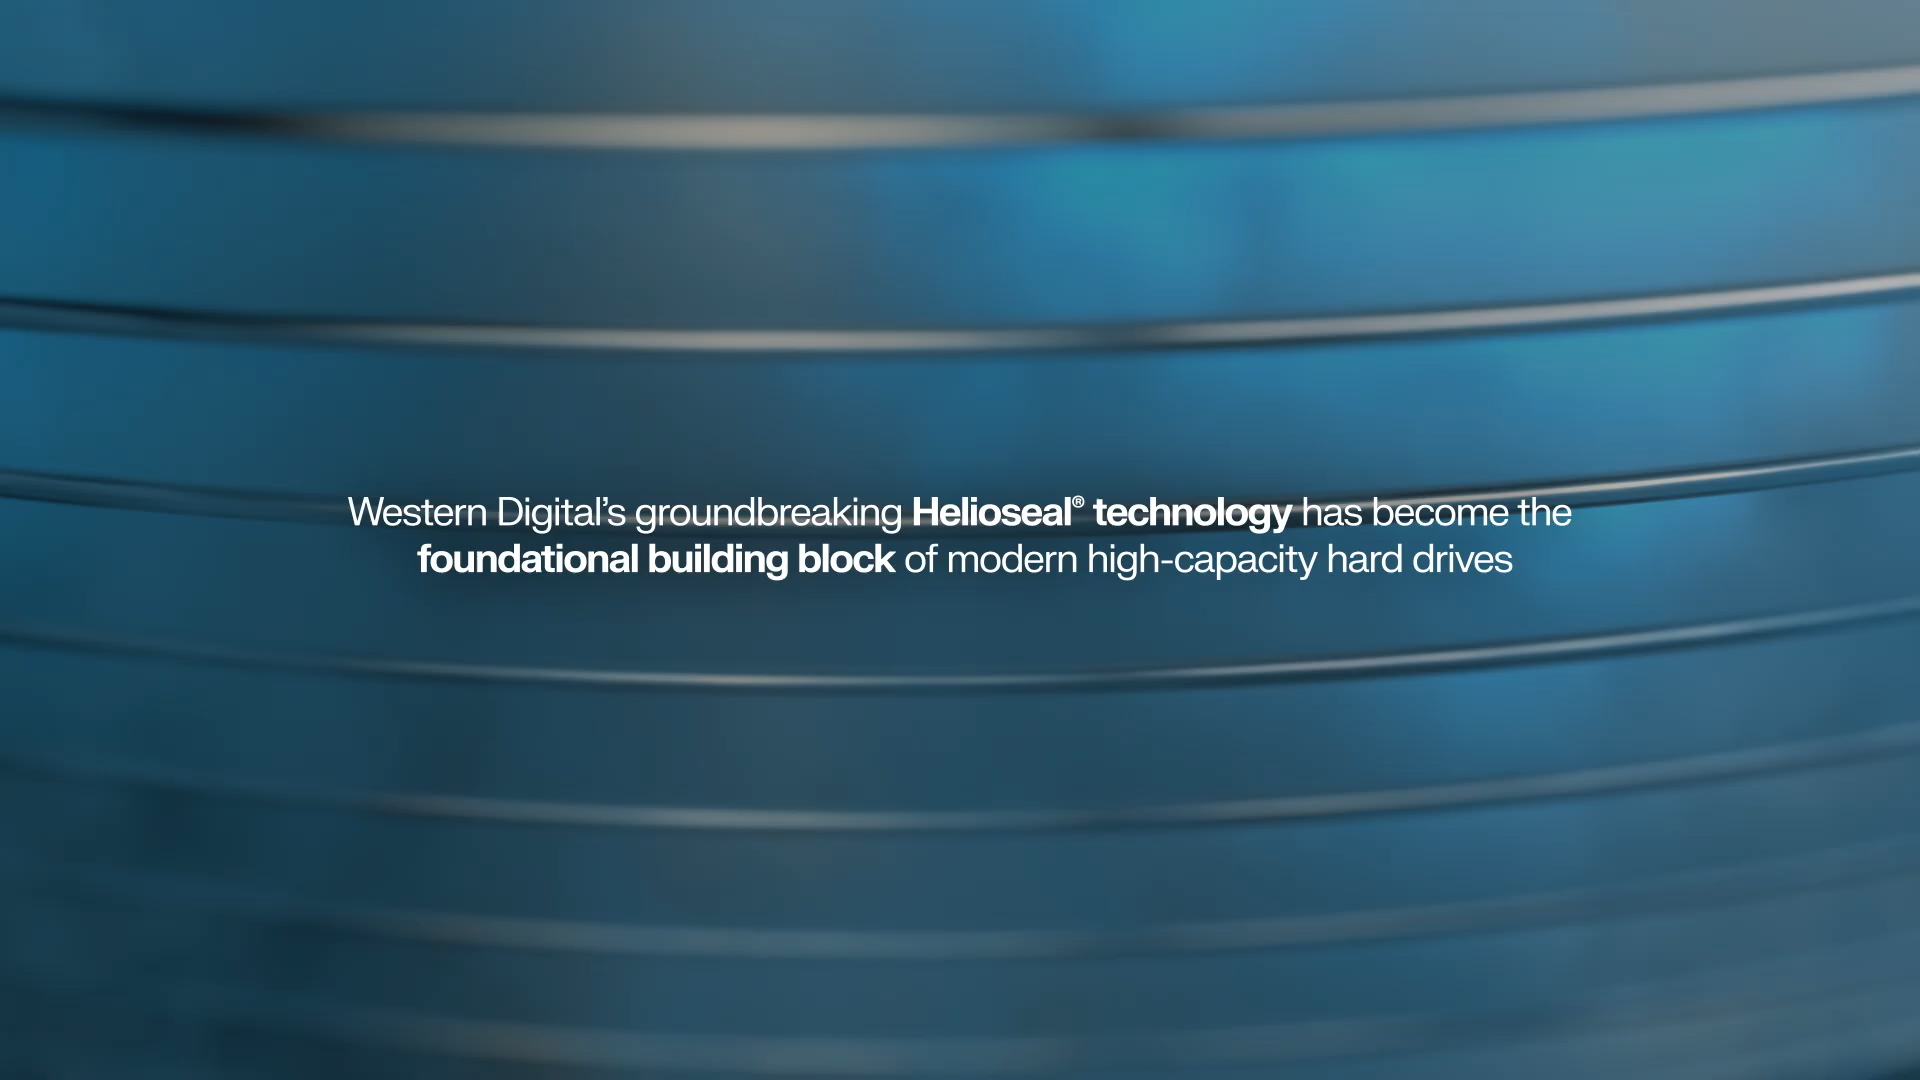 Western Digital’s groundbreaking Helioseal® technology has become the
foundational building block of modern high-capacity hard drives